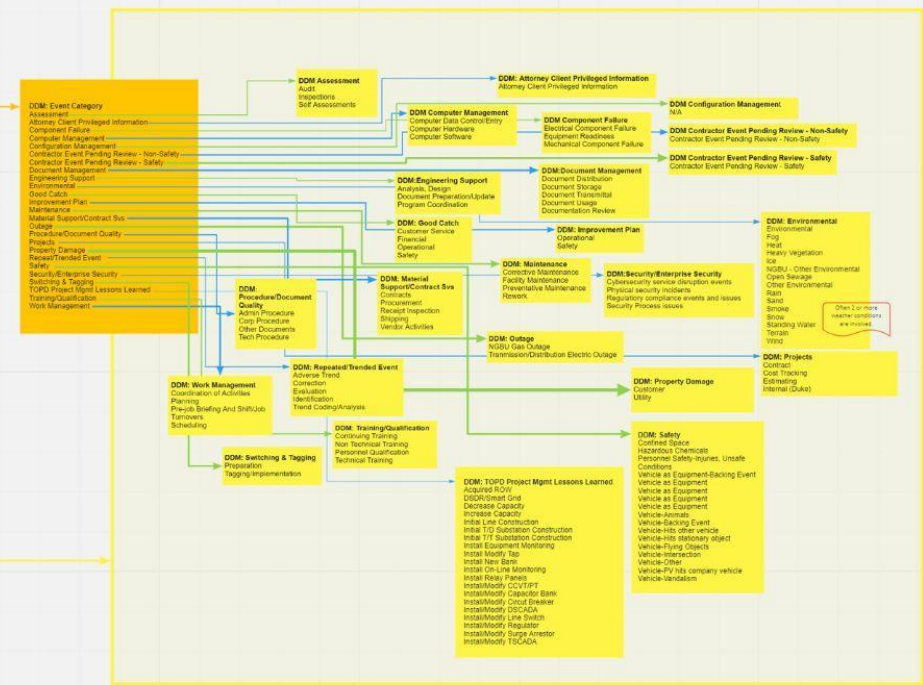 DDM: Event Category
Assessment
Attorney Client Privileged Information
Component Failure
Computer Management
Configuration Management
Contractor Event Pending Review - Non-Safety
Contractor Event Pending Review - Safety
Document Management
Engineering Support
Environmental
Good Catch
Improvement Plan
Maintenance
Material Support/Contract Svs
Outage
Procedure/Document Quality
Projects
Property Damage
Repeat/Trended Event
Safety
Security/Enterprise Security
Switching & Tagging
TOPD Project Mgmt Lessons Learned
Training/Qualification
Work Management
DDM Assessment
Audit
Inspections
Self Assessments
DDM: Attorney Client Privileged Information
Attorney Client Privileged Information
DDM Computer Management
Computer Data Control/Entry
Computer Hardware
Computer Software
DDM Component Failure
Electrical Component Failure
Equipment Readiness
Mechanical Component Failure
DDM Configuration Management
N/A
DDM Contractor Event Pending Review - Non-Safety
Contractor Event Pending Review - Non-Safety
DDM Contractor Event Pending Review - Safety
Contractor Event Pending Review - Safety
DDM:Engineering Support
Analysis, Design
Document Preparation/Update
Program Coordination
DDM:Document Management
Document Distribution
Document Storage
Document Transmittal
Document Usage
Documentation Review
DDM: Good Catch
Customer Service
Financial
Operational
Safety
DDM: Improvement Plan
Operational
Safety
DDM: Environmental
Environmental
Fog
Heat
Heavy Vegetation
Ice
NGBU - Other Environmental
Open Sewage
Other Environmental
Rain
Sand
Smoke
Snow
Standing Water
Terrain
Wind
Often 2 or more
weather conditions
are involved.
DDM: Maintenance
Corrective Maintenance
Facility Maintenance
Preventative Maintenance
Rework
DDM:Security/Enterprise Security
Cybersecurity service disruption events
Physical security incidents
Regulatiory compliance events and issues
Security Process issues
DDM: Material
Support/Contract Svs
Contracts
Procurement
Receipt Inspection
Shipping
Vendor Activities
DDM:
Procedure/Document
Quality
Admin Procedure
Corp Procedure
Other Documents
Tech Procedure
DDM: Outage
NGBU Gas Outage
Tranmission/Distribution Electric Outage
DDM: Projects
Contract
Cost Tracking
Estimating
Internal (Duke)
DDM: Repeated/Trended Event
Adverse Trend
Correction
Evaluation
Identification
Trend Coding/Analysis
DDM: Property Damage
Customer
Utility
DDM: Work Management
Coordination of Activities
Planning
Pre-job Briefing And Shift/Job
Turnovers
Scheduling
DDM: Training/Qualification
Continuing Training
Non Technical Training
Personnel Qualification
Technical Training
DDM: Switching & Tagging
Preparation
Tagging/Implementation
DDM: Safety
Confined Space
Hazardous Chemicals
Personnel Safety-Injuries, Unsafe
Conditions
Vehicle as Equipment-Backing Event
Vehicle as Equipment
Vehicle as Equipment
Vehicle as Equipment
Vehicle as Equipment
Vehicle-Animals
Vehicle-Backing Event
Vehicle-Hits other vehicle
Vehicle-Hits stationary object
Vehicle-Flying Objects
Vehicle-Intersection
Vehicle-Other
Vehicle-PV hits company vehicle
Vehicle-Vandalism
DDM: TOPD Project Mgmt Lessons Learned
Acquired ROW
DSDR/Smart Grid
Decrease Capacity
Increase Capacity
Initial Line Construction
Initial T/D Substation Construction
Initial T/T Substation Construction
Install Equipment Monitoring
Install Modify Tap
Install New Bank
Install On-Line Monitoring
Install Relay Panels
Install/Modify CCVT/PT
Install/Modify Capacitor Bank
Install/Modify Circut Breaker
Install/Modify DSCADA
Install/Modify Line Switch
Install/Modify Regulator
Install/Modify Surge Arrestor
Install/Modify TSCADA